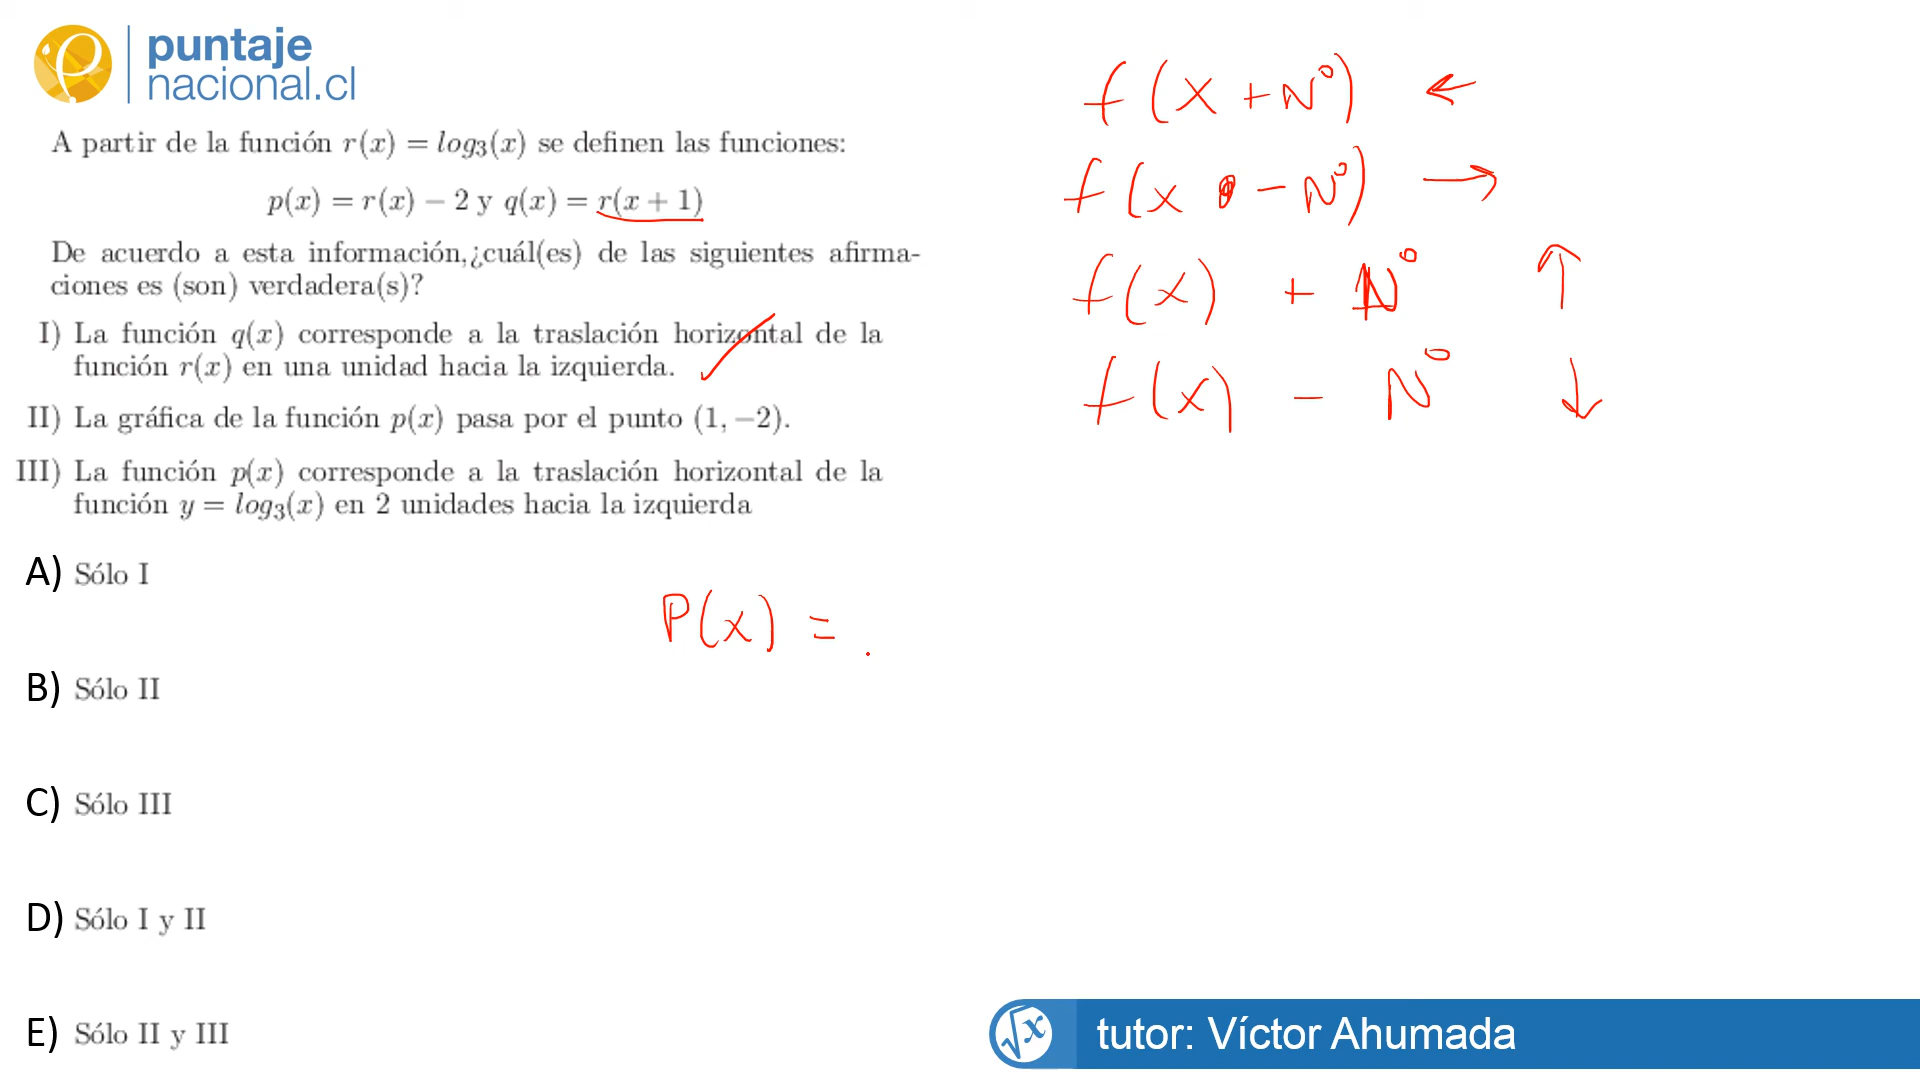 puntaje
nacional.cl
A partir de la función r(x) = log₃(x) se definen las funciones:
p(x) = r(x) − 2 y q(x) = r(x + 1)
De acuerdo a esta información,¿cuál(es) de las siguientes afirma-
ciones es (son) verdadera(s)?
I) La función q(x) corresponde a la traslación horizontal de la
función r(x) en una unidad hacia la izquierda.
II) La gráfica de la función p(x) pasa por el punto (1, −2).
III) La función p(x) corresponde a la traslación horizontal de la
función y = log₃(x) en 2 unidades hacia la izquierda
A) Sólo I
B) Sólo II
C) Sólo III
D) Sólo I y II
E) Sólo II y III
f(x + N°) ←
f(x − N°) →
f(x) + N° ↑
f(x) − N° ↓
P(x) =
tutor: Víctor Ahumada